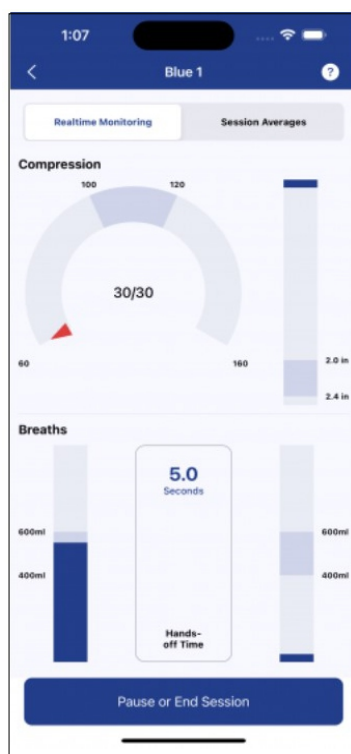 1:07
Blue 1
?
Realtime Monitoring Session Averages
Compression
100 120
30/30
60 160
2.0 in
2.4 in
Breaths
600ml
400ml
5.0
Seconds
Hands-
off Time
600ml
400ml
Pause or End Session